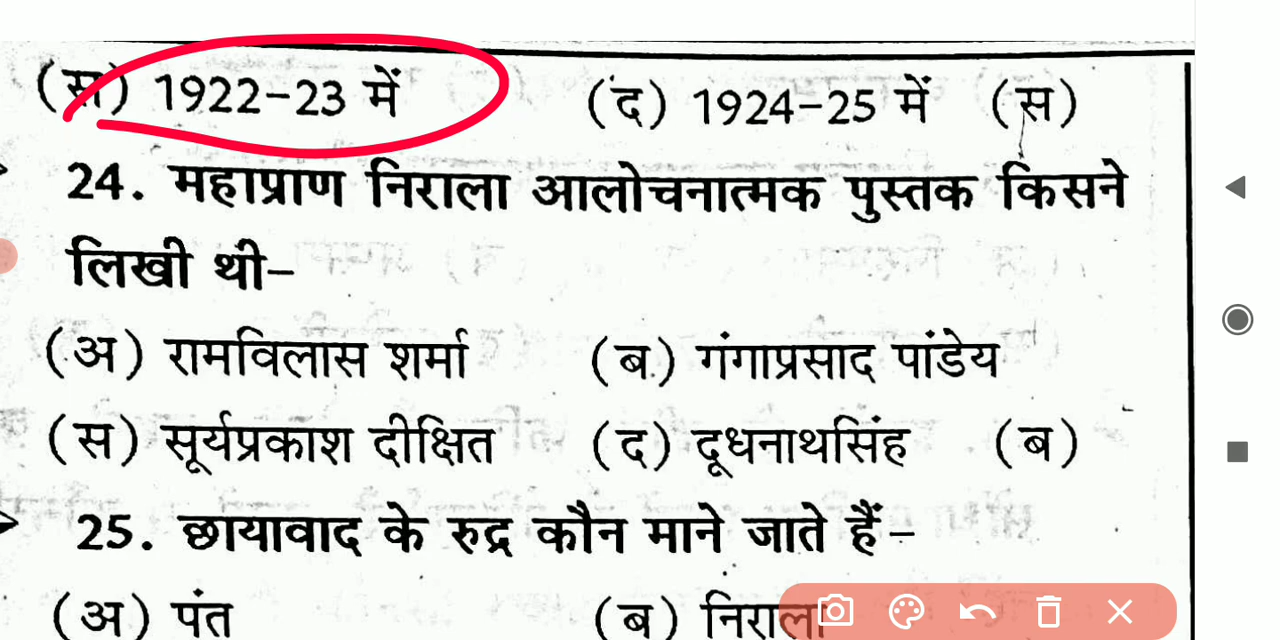 (स) 1922-23 में (द) 1924-25 में (स)
24. महाप्राण निराला आलोचनात्मक पुस्तक किसने
लिखी थी-
(अ) रामविलास शर्मा (ब) गंगाप्रसाद पांडेय
(स) सूर्यप्रकाश दीक्षित (द) दूधनाथसिंह (ब)
25. छायावाद के रुद्र कौन माने जाते हैं-
(अ) पंत (ब) निराला